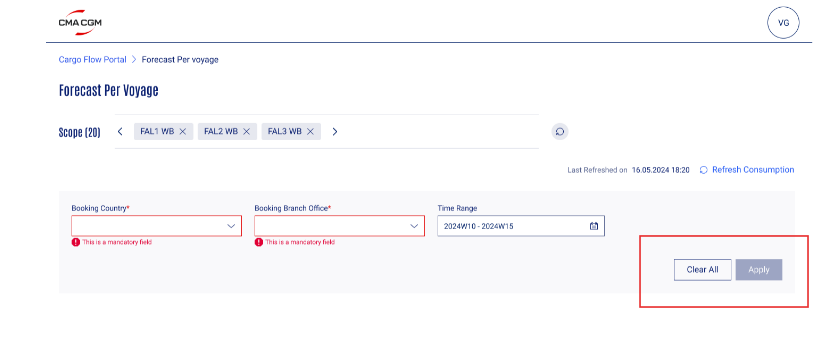 CMA CGM
VG
Cargo Flow Portal > Forecast Per voyage
Forecast Per Voyage
Scope (20) < FAL1 WB × FAL2 WB × FAL3 WB × >
Last Refreshed on 16.05.2024 18:20 Refresh Consumption
Booking Country* Booking Branch Office* Time Range
2024W10 - 2024W15
This is a mandatory field This is a mandatory field
Clear All Apply